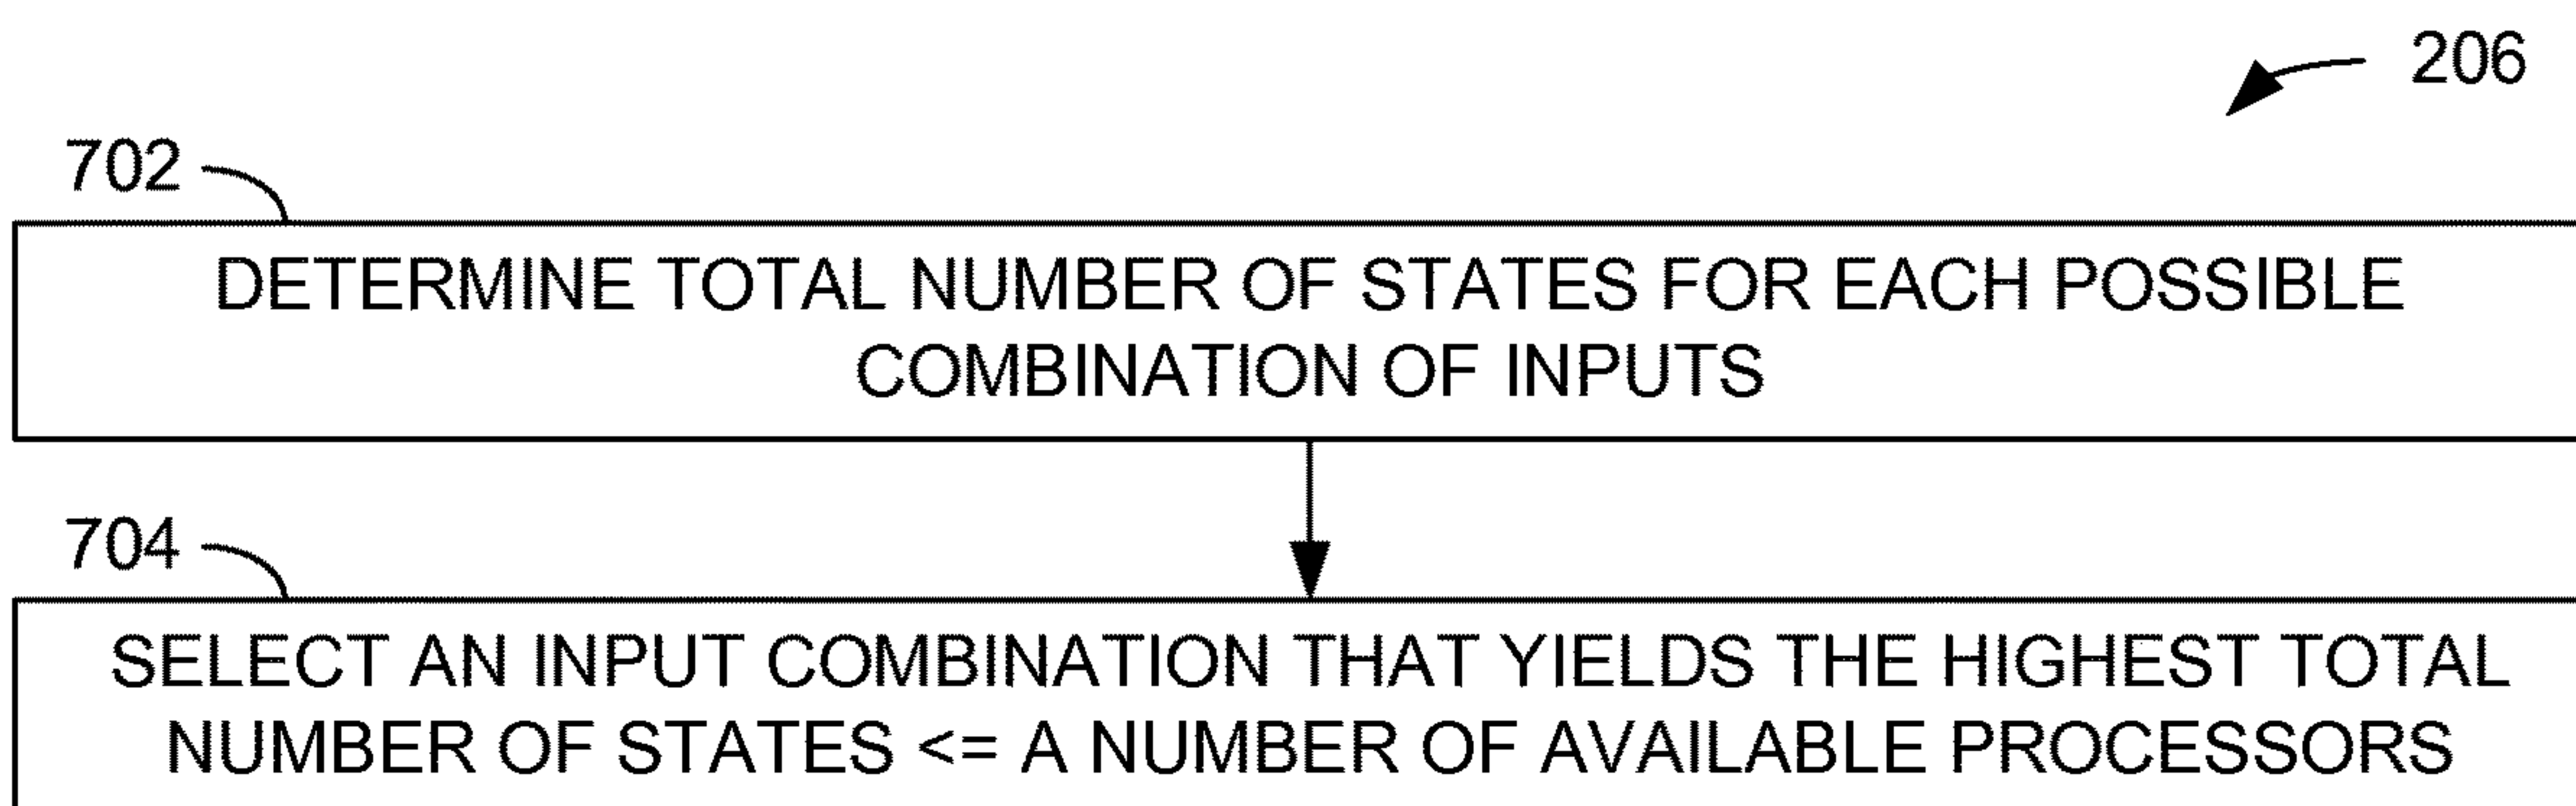 206
702
DETERMINE TOTAL NUMBER OF STATES FOR EACH POSSIBLE
COMBINATION OF INPUTS
704
SELECT AN INPUT COMBINATION THAT YIELDS THE HIGHEST TOTAL
NUMBER OF STATES <= A NUMBER OF AVAILABLE PROCESSORS